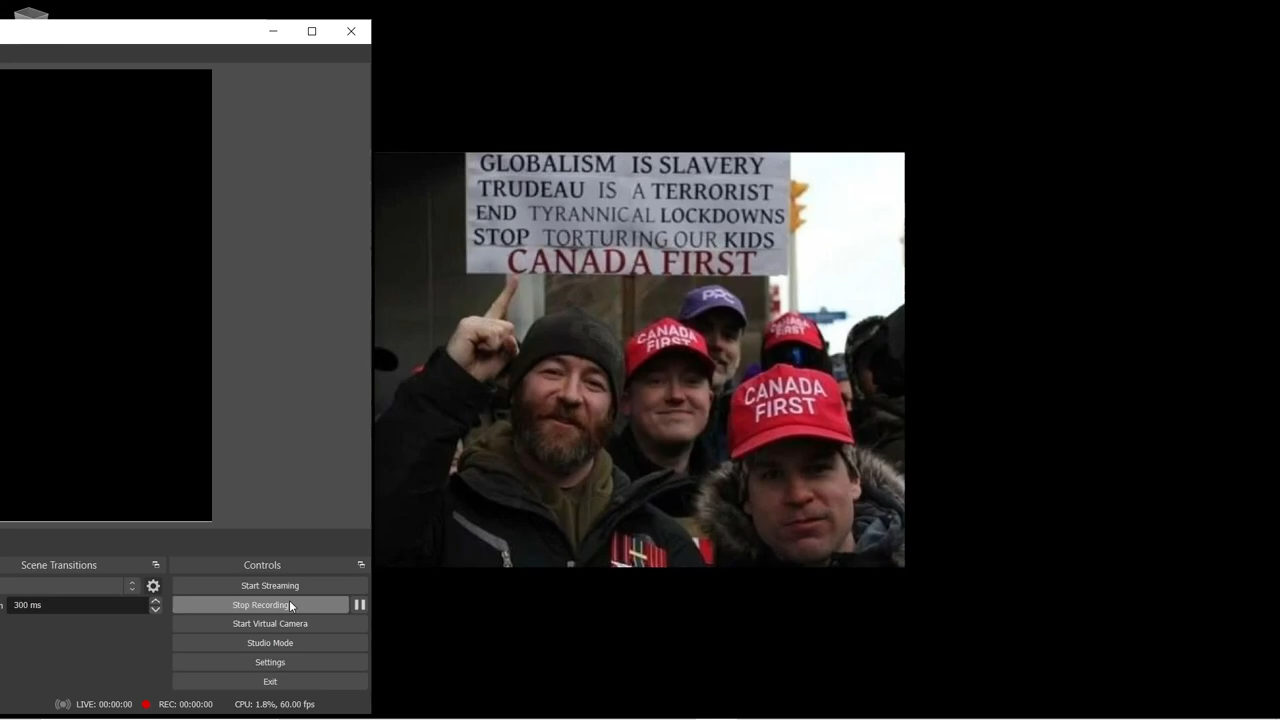 GLOBALISM IS SLAVERY
TRUDEAU IS A TERRORIST
END TYRANNICAL LOCKDOWNS
STOP TORTURING OUR KIDS
CANADA FIRST
PPC
CANADA
FIRST
CANADA
FIRST
CANADA
FIRST
Scene Transitions
300 ms
Controls
Start Streaming
Stop Recording
Start Virtual Camera
Studio Mode
Settings
Exit
LIVE: 00:00:00
REC: 00:00:00
CPU: 1.8%, 60.00 fps